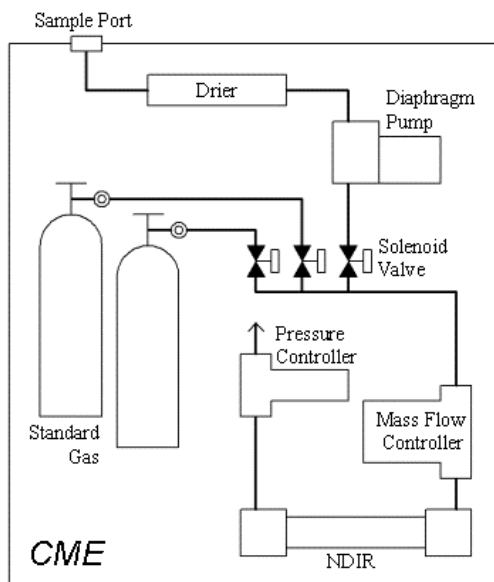 Sample Port
Drier
Diaphragm
Pump
Solenoid
Valve
Pressure
Controller
Mass Flow
Controller
Standard
Gas
NDIR
CME